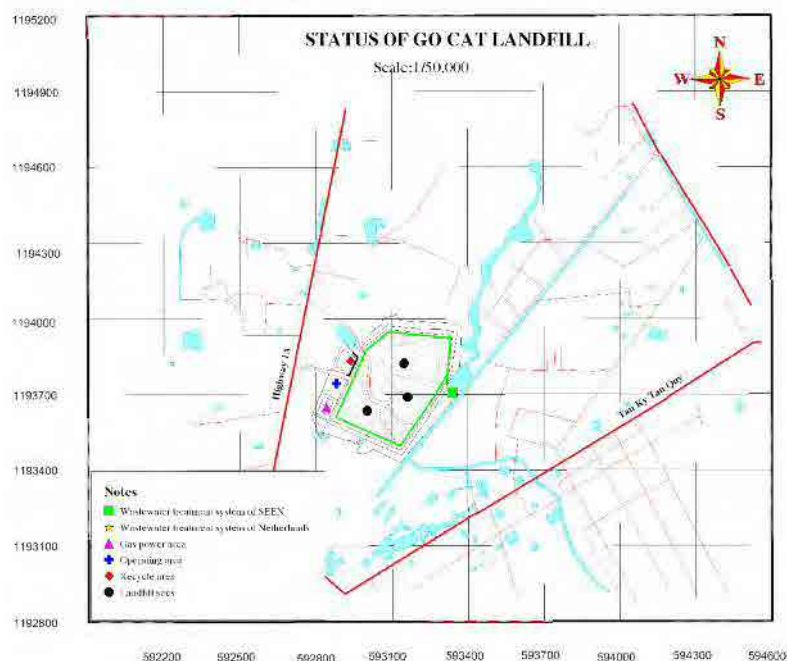 STATUS OF GO CAT LANDFILL
Scale:1/50.000
N
W E
S
1195200
1194900
1194600
1194300
1194000
1193700
1193400
1193100
1192800
Highway 1A
Tan Ky Tan Quy
Notes
Wastewater treatment system of SEEN
Wastewater treatment system of Netherlands
Gas power area
Operating area
Recycle area
Landfill
592200 592500 592800 593100 593400 593700 594000 594300 594600